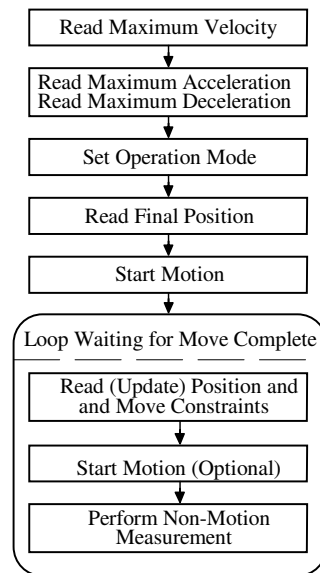 Read Maximum Velocity
Read Maximum Acceleration
Read Maximum Deceleration
Set Operation Mode
Read Final Position
Start Motion
Loop Waiting for Move Complete
Read (Update) Position and
and Move Constraints
Start Motion (Optional)
Perform Non-Motion
Measurement